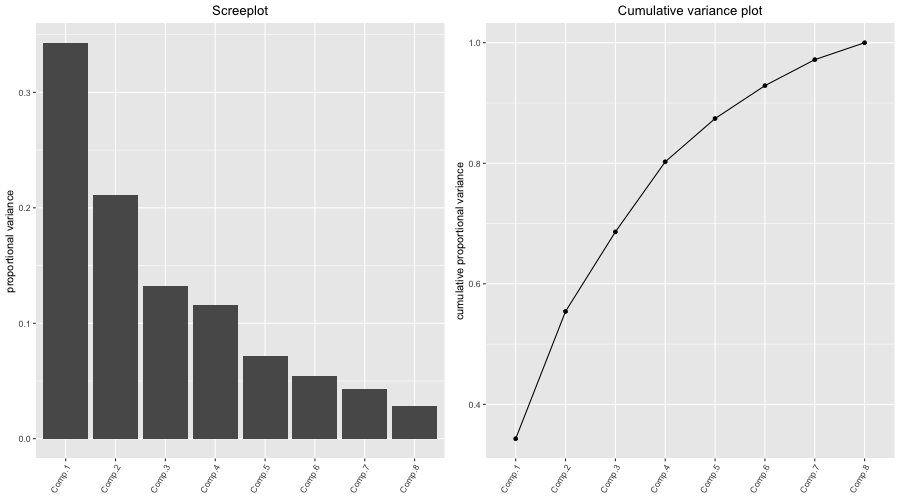 Screeplot
proportional variance
0.3
0.2
0.1
0.0
Comp.1
Comp.2
Comp.3
Comp.4
Comp.5
Comp.6
Comp.7
Comp.8
Cumulative variance plot
cumulative proportional variance
1.0
0.8
0.6
0.4
Comp.1
Comp.2
Comp.3
Comp.4
Comp.5
Comp.6
Comp.7
Comp.8